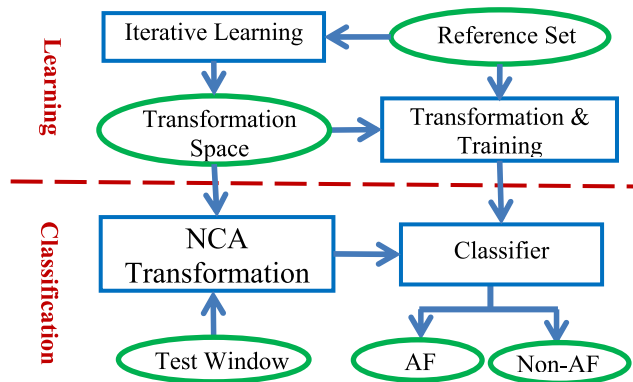 Learning
Iterative Learning
Reference Set
Transformation
Space
Transformation &
Training
Classification
NCA
Transformation
Classifier
Test Window
AF
Non-AF